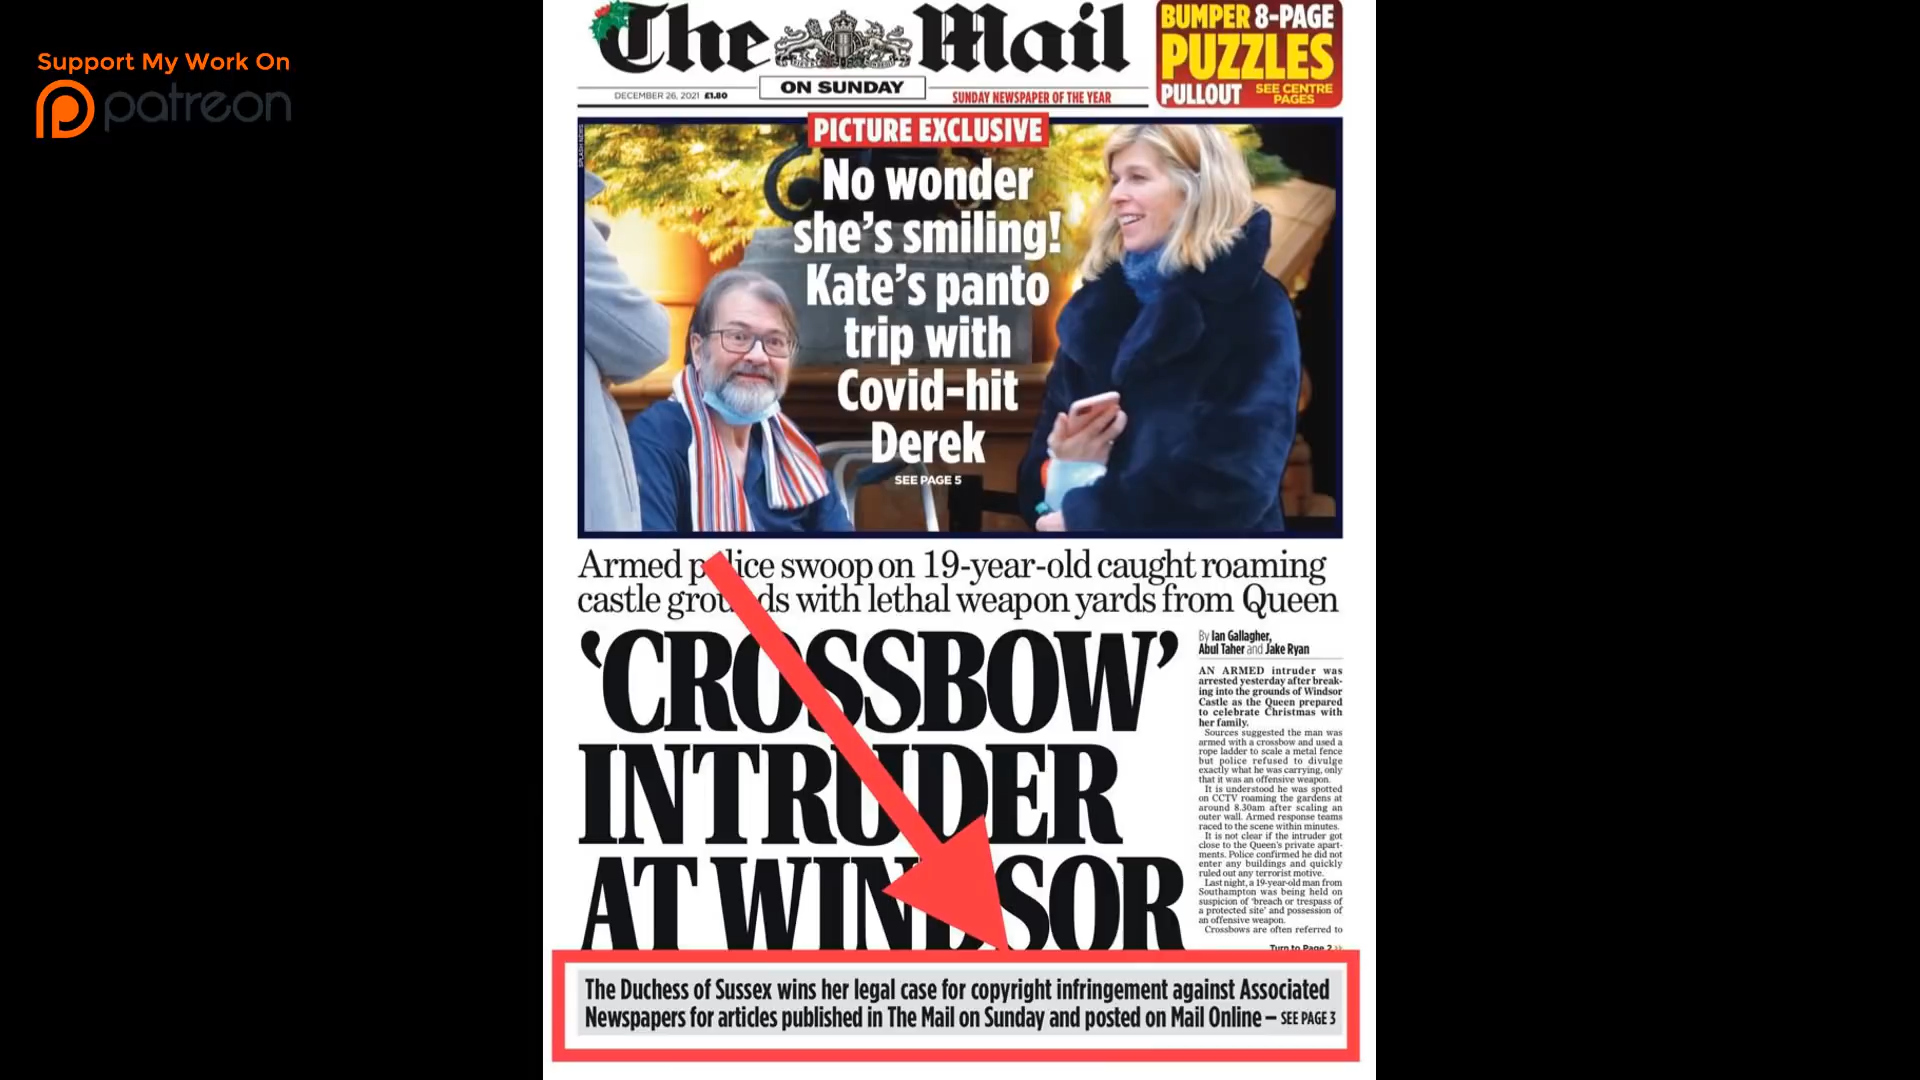 Support My Work On
patreon
The Mail
ON SUNDAY
DECEMBER 26, 2021 £1.80
SUNDAY NEWSPAPER OF THE YEAR
BUMPER 8-PAGE
PUZZLES
PULLOUT
SEE CENTRE
PAGES
SPLASH NEWS
PICTURE EXCLUSIVE
No wonder
she's smiling!
Kate's panto
trip with
Covid-hit
Derek
SEE PAGE 5
Armed police swoop on 19-year-old caught roaming
castle grounds with lethal weapon yards from Queen
'CROSSBOW'
INTRUDER
AT WINDSOR
By Ian Gallagher,
Abul Taher and Jake Ryan
AN ARMED intruder was
arrested yesterday after break-
ing into the grounds of Windsor
Castle as the Queen prepared
to celebrate Christmas with
her family.
Sources suggested the man was
armed with a crossbow and used a
rope ladder to scale a metal fence
but police refused to divulge
exactly what he was carrying, only
that it was an offensive weapon.
It is understood he was spotted
on CCTV roaming the gardens at
around 8.30am after scaling an
outer wall. Armed response teams
raced to the scene within minutes.
It is not clear if the intruder got
close to the Queen's private apart-
ments. Police confirmed he did not
enter any buildings and quickly
ruled out any terrorist motive.
Last night, a 19-year-old man from
Southampton was being held on
suspicion of 'breach or trespass of
a protected site' and possession of
an offensive weapon.
Crossbows are often referred to
Turn to Page 2 >>
The Duchess of Sussex wins her legal case for copyright infringement against Associated
Newspapers for articles published in The Mail on Sunday and posted on Mail Online – SEE PAGE 3